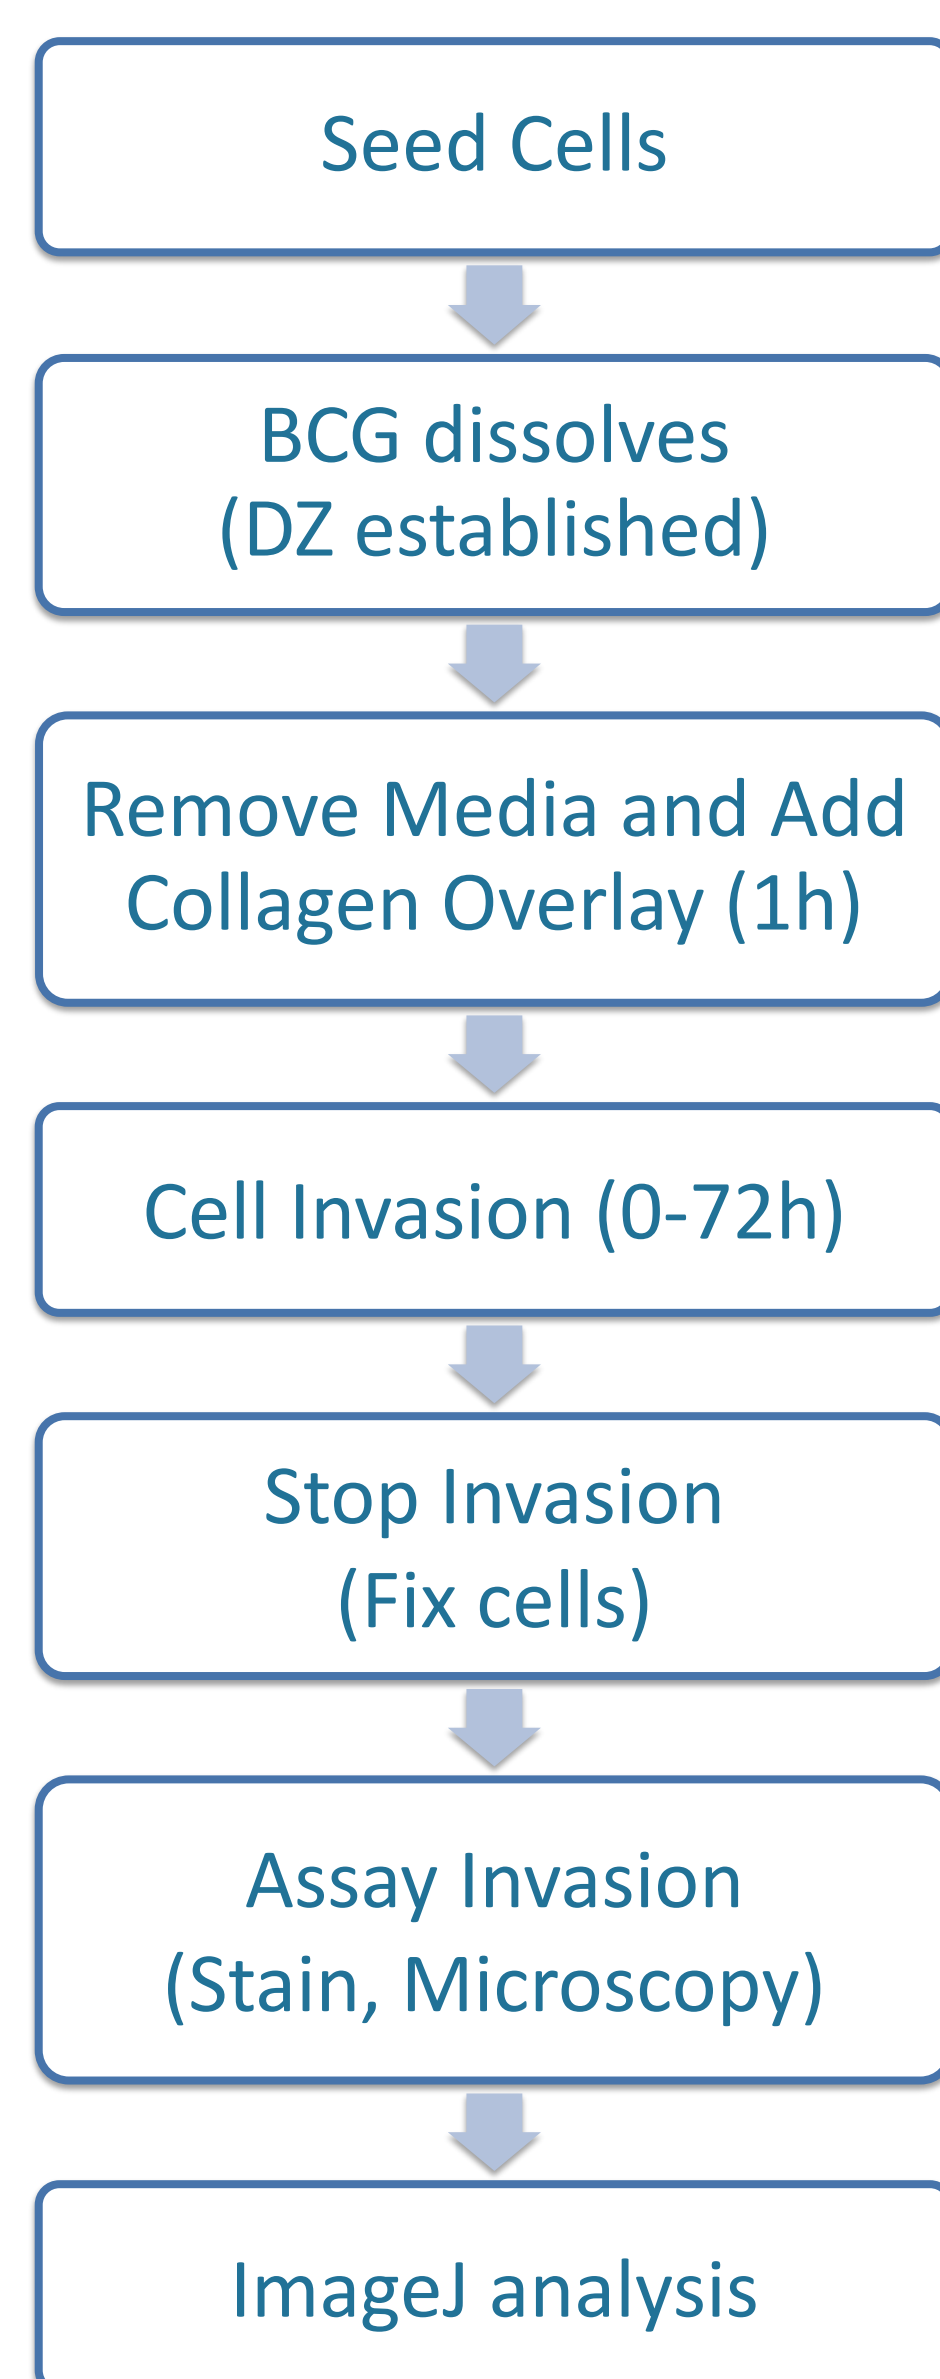 Seed Cells
BCG dissolves
(DZ established)
Remove Media and Add
Collagen Overlay (1h)
Cell Invasion (0-72h)
Stop Invasion
(Fix cells)
Assay Invasion
(Stain, Microscopy)
ImageJ analysis